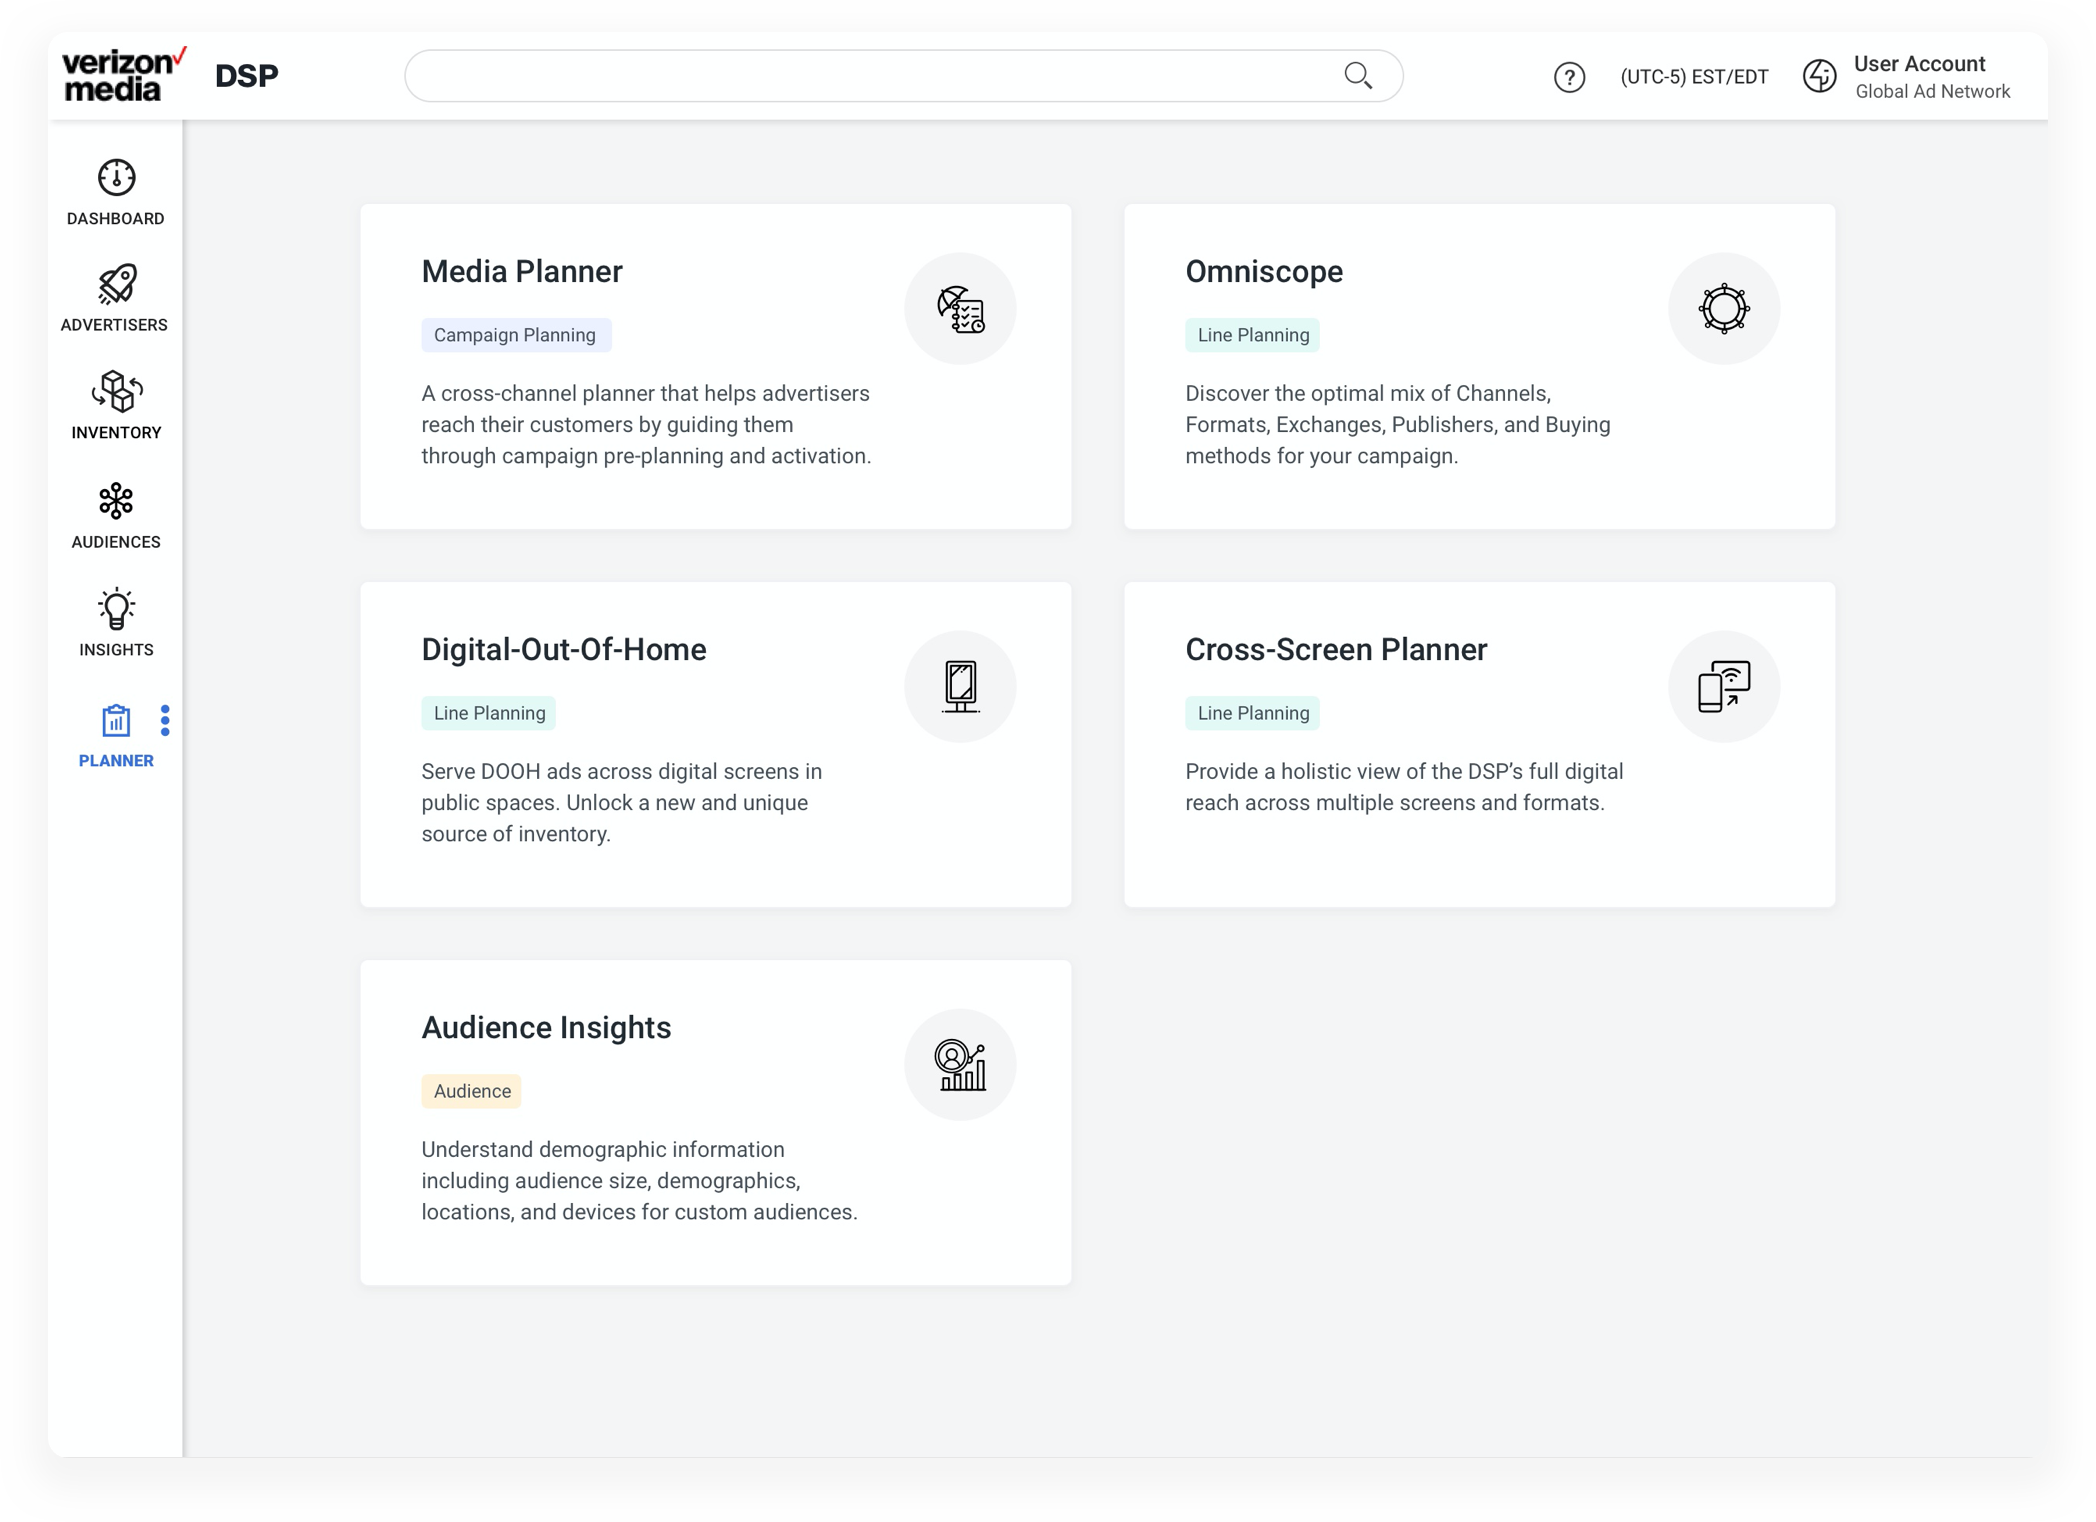 verizon
media
DSP
?
(UTC-5) EST/EDT
User Account
Global Ad Network
DASHBOARD
ADVERTISERS
INVENTORY
AUDIENCES
INSIGHTS
PLANNER
Media Planner
Campaign Planning
A cross-channel planner that helps advertisers
reach their customers by guiding them
through campaign pre-planning and activation.
Omniscope
Line Planning
Discover the optimal mix of Channels,
Formats, Exchanges, Publishers, and Buying
methods for your campaign.
Digital-Out-Of-Home
Line Planning
Serve DOOH ads across digital screens in
public spaces. Unlock a new and unique
source of inventory.
Cross-Screen Planner
Line Planning
Provide a holistic view of the DSP’s full digital
reach across multiple screens and formats.
Audience Insights
Audience
Understand demographic information
including audience size, demographics,
locations, and devices for custom audiences.